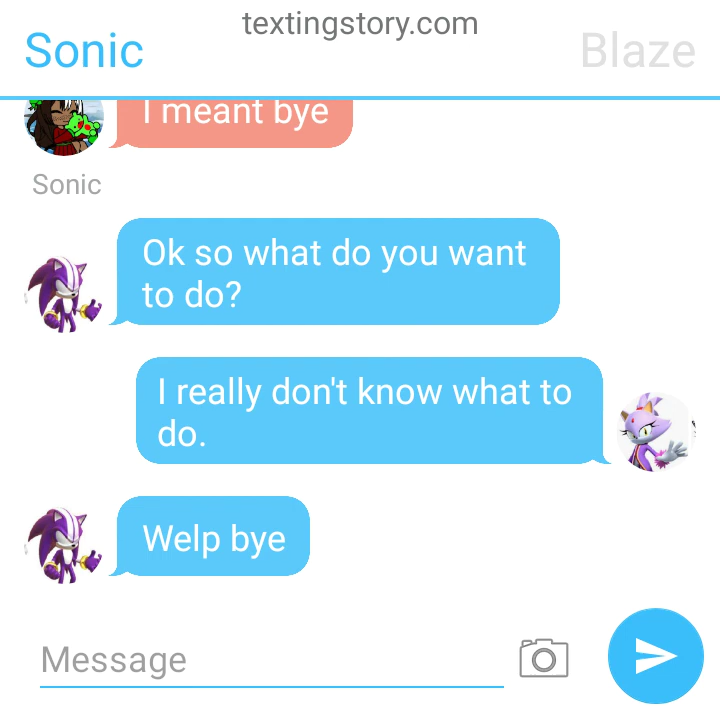 textingstory.com
Sonic
Blaze
I meant bye
Sonic
Ok so what do you want
to do?
I really don't know what to
do.
Welp bye
Message